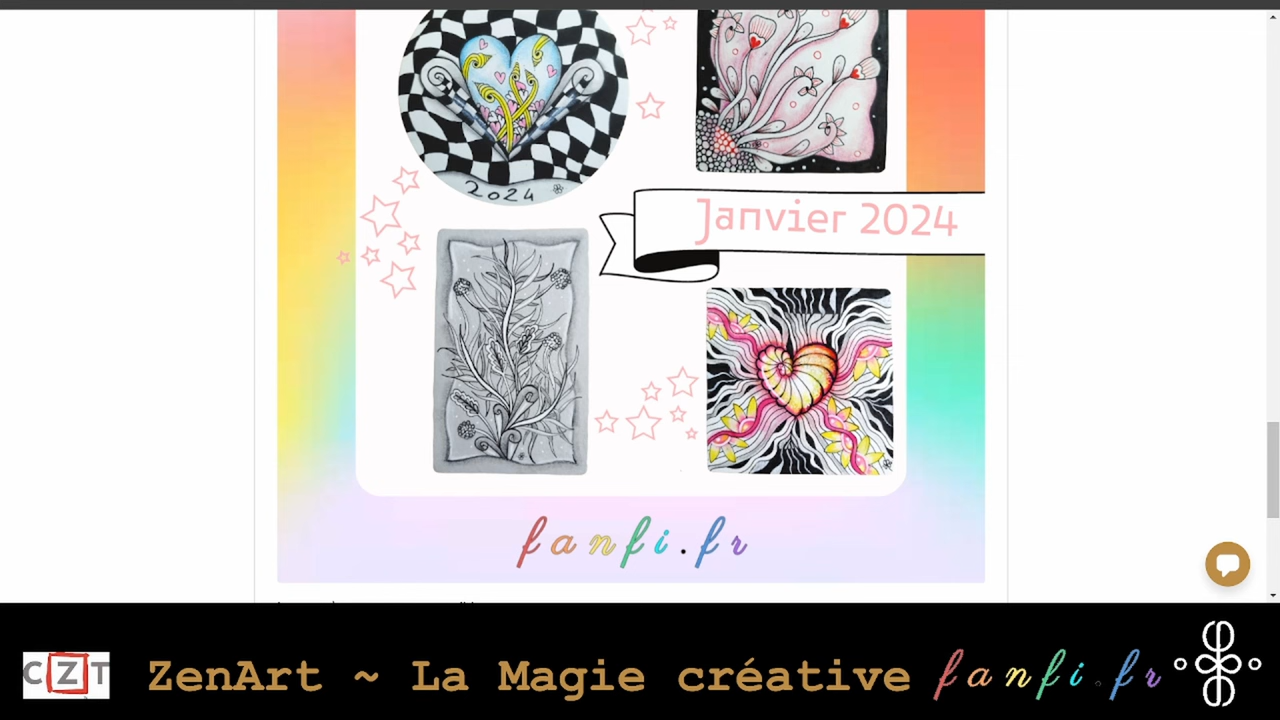 2024
Janvier 2024
fanfi.fr
CZT
ZenArt ~ La Magie créative
fanfi.fr